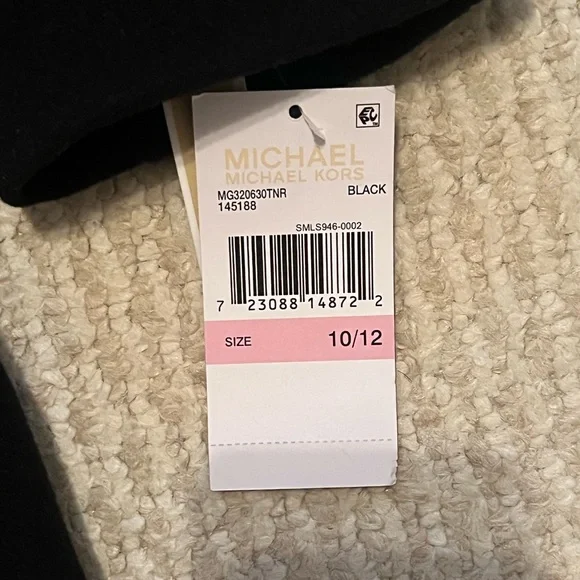 MICHAEL
MICHAEL KORS
MG320630TNR BLACK
145188
SMLS946-0002
7 23088 14872 2
SIZE 10/12